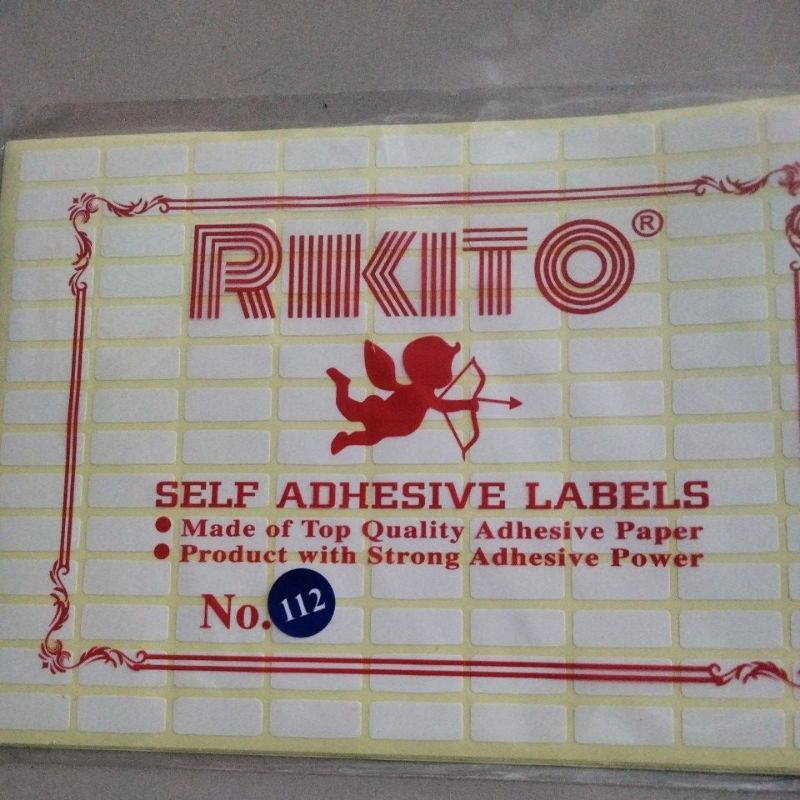 RIKITO®
SELF ADHESIVE LABELS
• Made of Top Quality Adhesive Paper
• Product with Strong Adhesive Power
No. 112